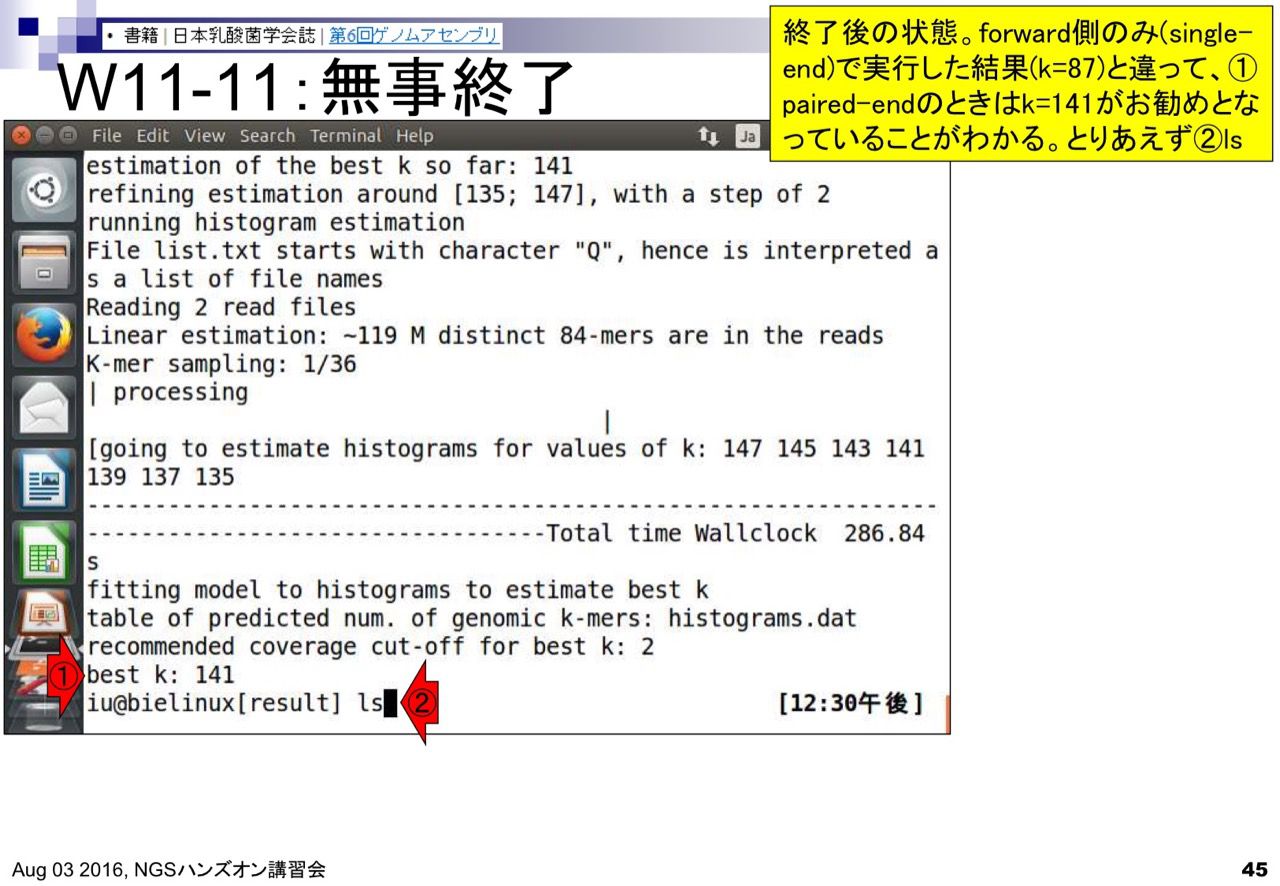 • 書籍 | 日本乳酸菌学会誌 | 第6回ゲノムアセンブリ
W11-11：無事終了
終了後の状態。forward側のみ(single-
end)で実行した結果(k=87)と違って、①
paired-endのときはk=141がお勧めとな
っていることがわかる。とりあえず②ls
File Edit View Search Terminal Help
Ja
estimation of the best k so far: 141
refining estimation around [135; 147], with a step of 2
running histogram estimation
File list.txt starts with character "Q", hence is interpreted a
s a list of file names
Reading 2 read files
Linear estimation: ~119 M distinct 84-mers are in the reads
K-mer sampling: 1/36
| processing
|
[going to estimate histograms for values of k: 147 145 143 141
139 137 135
---------------------------------------------------------------
----------------------------------Total time Wallclock  286.84
s
fitting model to histograms to estimate best k
table of predicted num. of genomic k-mers: histograms.dat
recommended coverage cut-off for best k: 2
① best k: 141
iu@bielinux[result] ls ② [12:30午後]
Aug 03 2016, NGSハンズオン講習会
45